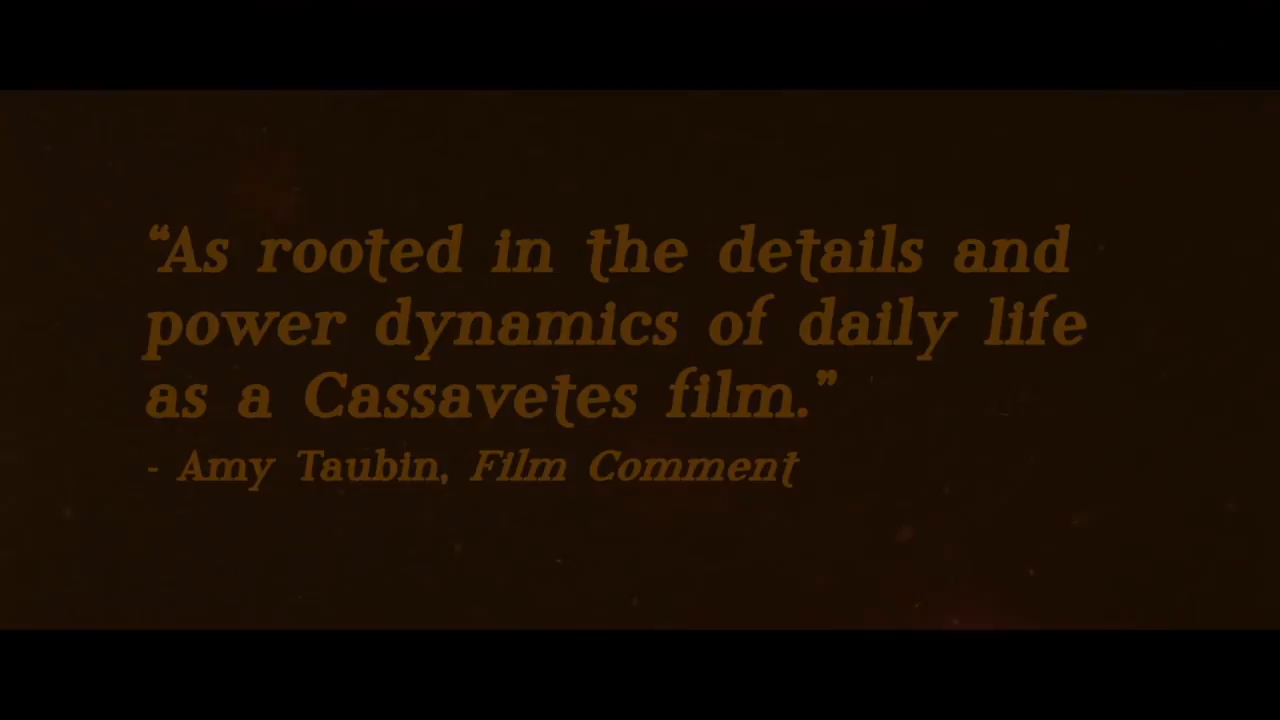 “As rooted in the details and
power dynamics of daily life
as a Cassavetes film.”
- Amy Taubin, Film Comment